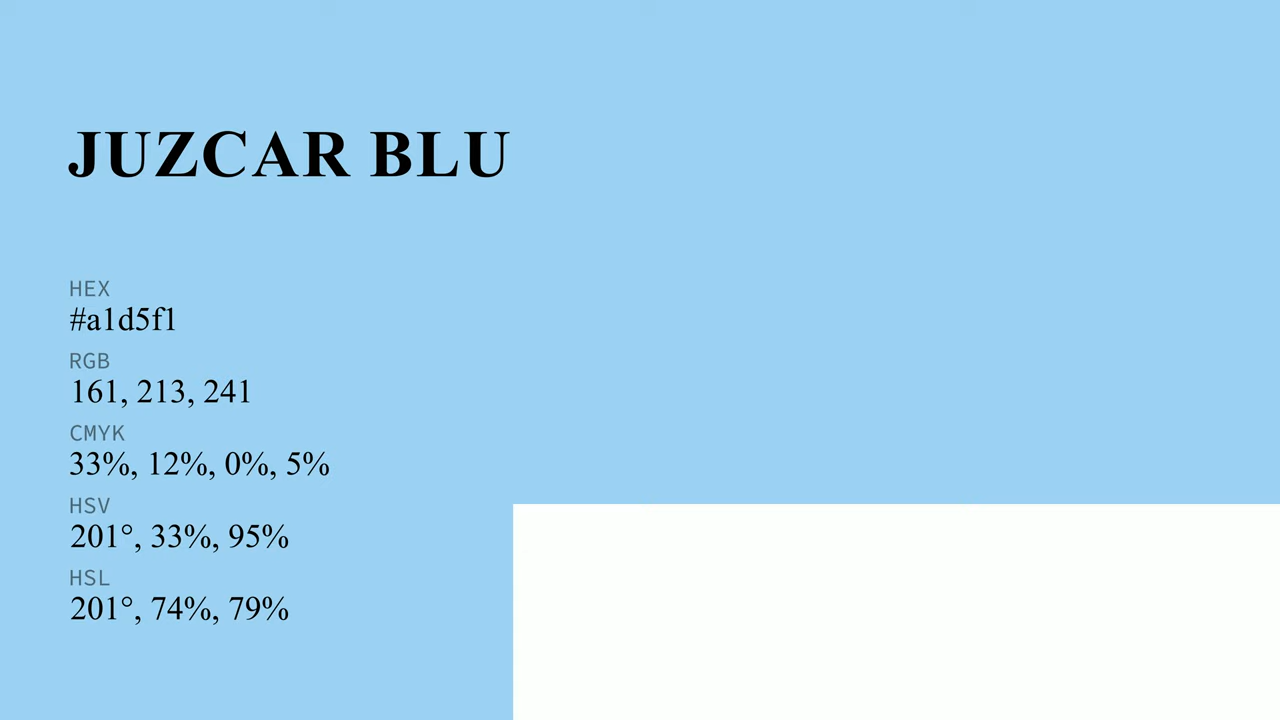 JUZCAR BLU
HEX
#a1d5f1
RGB
161, 213, 241
CMYK
33%, 12%, 0%, 5%
HSV
201°, 33%, 95%
HSL
201°, 74%, 79%